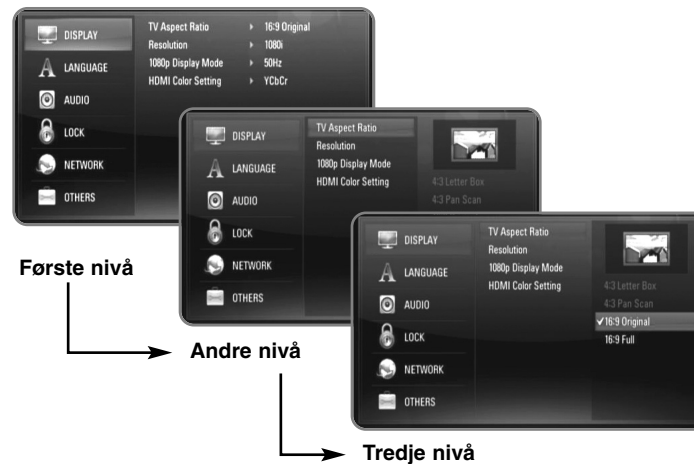 DISPLAY
LANGUAGE
AUDIO
LOCK
NETWORK
OTHERS
TV Aspect Ratio 16:9 Original
Resolution 1080i
1080p Display Mode 50Hz
HDMI Color Setting YCbCr
Første nivå
DISPLAY
LANGUAGE
AUDIO
LOCK
NETWORK
OTHERS
TV Aspect Ratio
Resolution
1080p Display Mode
HDMI Color Setting
4:3 Letter Box
4:3 Pan Scan
Andre nivå
DISPLAY
LANGUAGE
AUDIO
LOCK
NETWORK
OTHERS
TV Aspect Ratio
Resolution
1080p Display Mode
HDMI Color Setting
4:3 Letter Box
4:3 Pan Scan
✓16:9 Original
16:9 Full
Tredje nivå